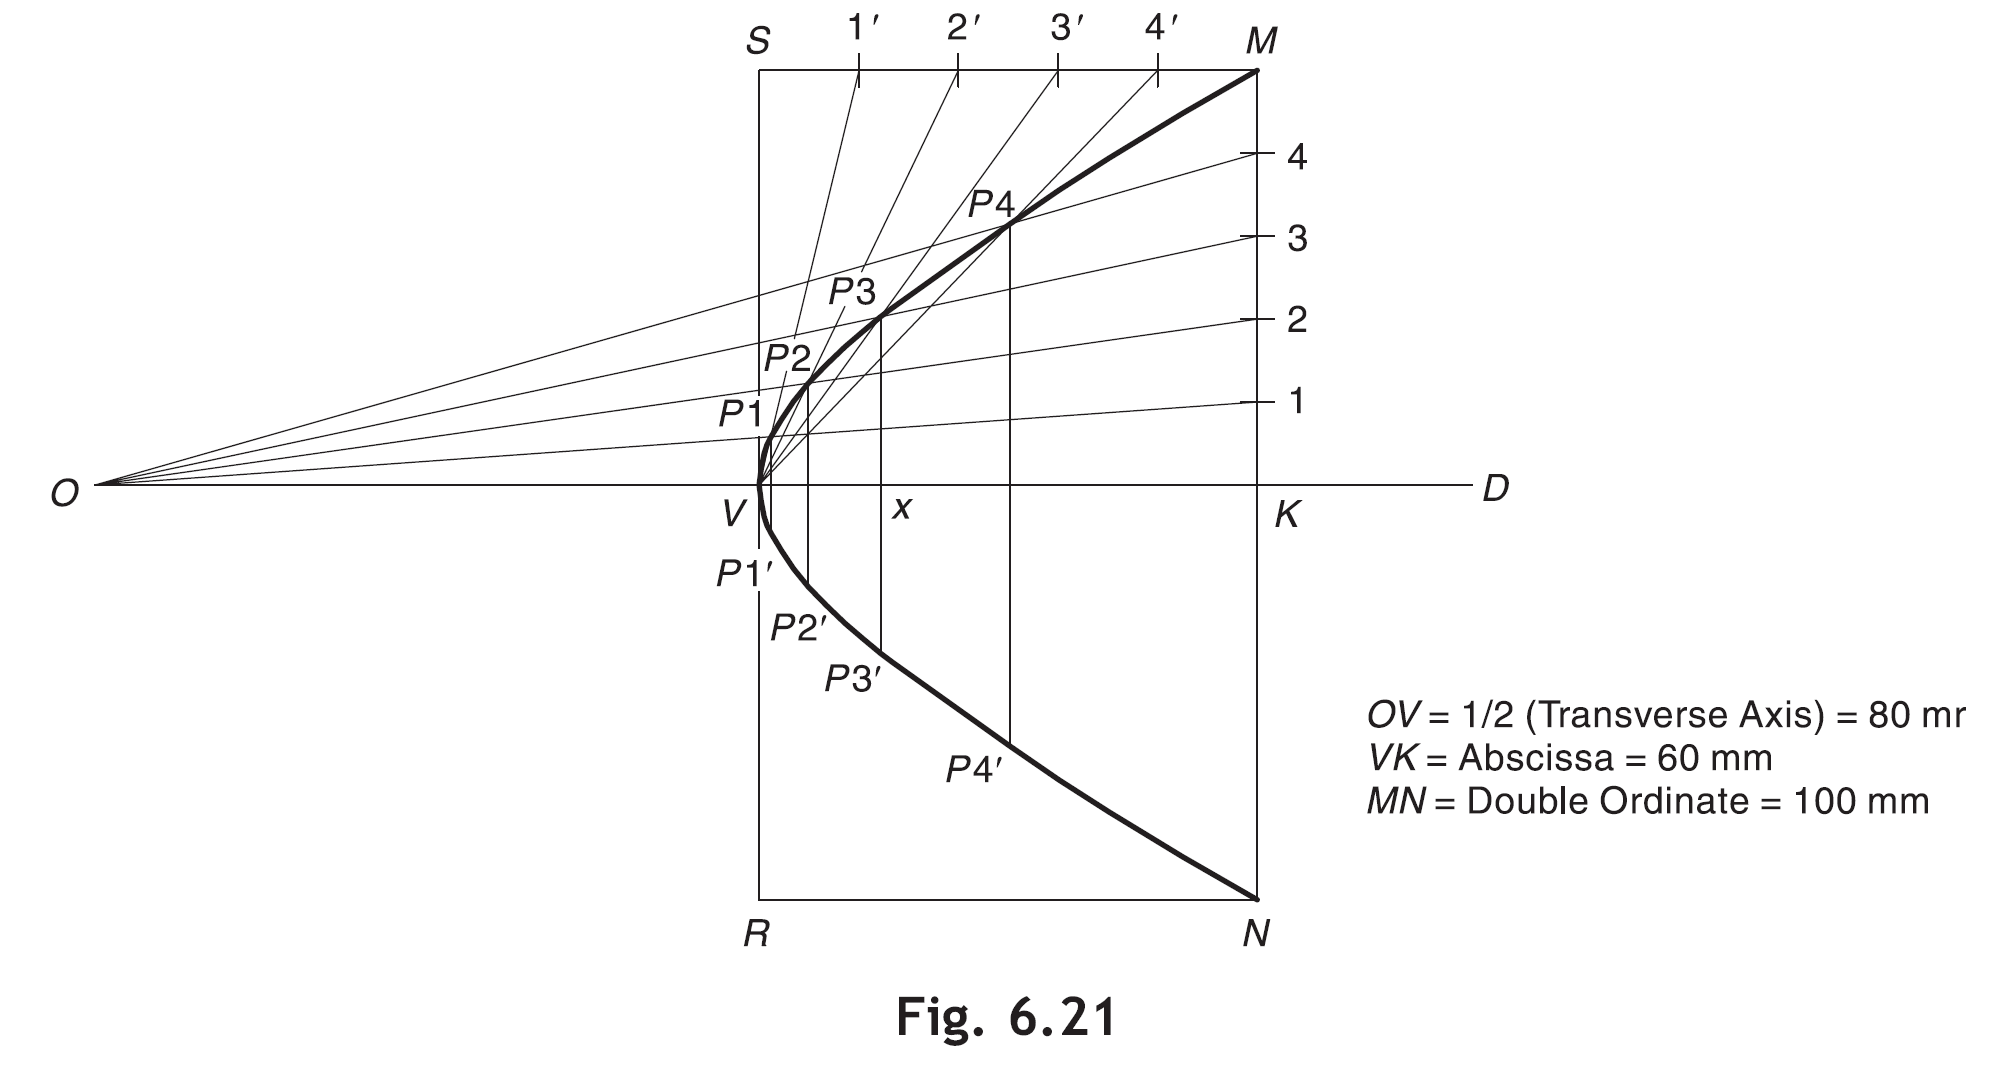 S 1′ 2′ 3′ 4′ M
4
P4
3
P3
2
P2
1
P1
O
D
V x K
P1′
P2′
P3′
OV = 1/2 (Transverse Axis) = 80 mr
P4′
VK = Abscissa = 60 mm
MN = Double Ordinate = 100 mm
R N
Fig. 6.21